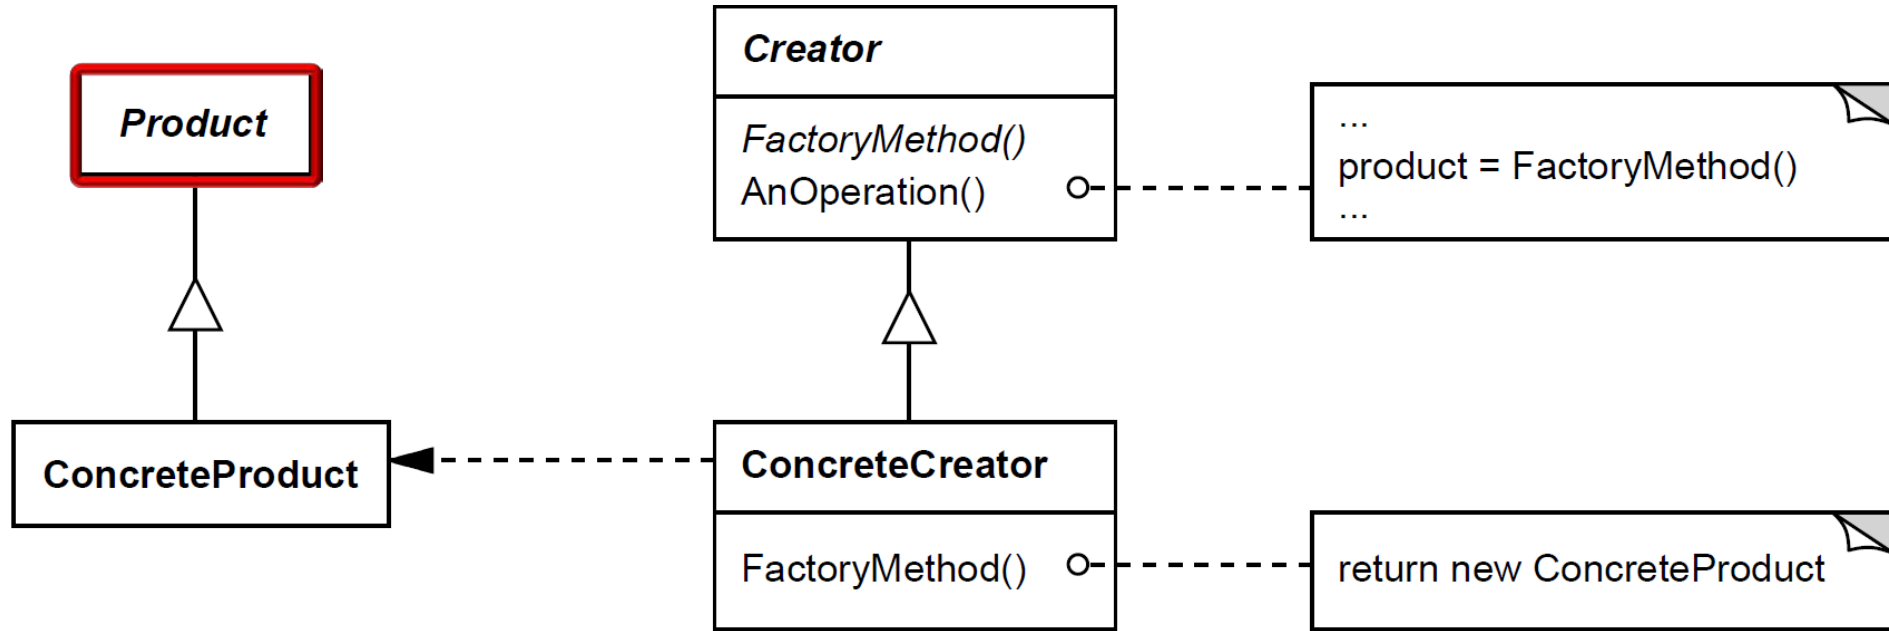 Product
ConcreteProduct
Creator
FactoryMethod()
AnOperation()
...
product = FactoryMethod()
...
ConcreteCreator
FactoryMethod()
return new ConcreteProduct